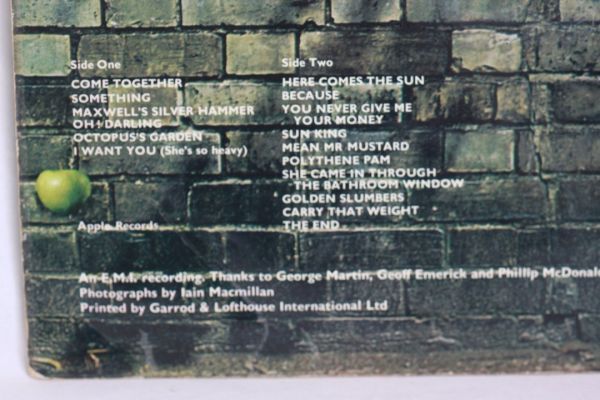 Side One
COME TOGETHER
SOMETHING
MAXWELL'S SILVER HAMMER
OH! DARLING
OCTOPUS'S GARDEN
I WANT YOU (She's so heavy)
Apple Records
Side Two
HERE COMES THE SUN
BECAUSE
YOU NEVER GIVE ME
YOUR MONEY
SUN KING
MEAN MR MUSTARD
POLYTHENE PAM
SHE CAME IN THROUGH
THE BATHROOM WINDOW
GOLDEN SLUMBERS
CARRY THAT WEIGHT
THE END
An E.M.I. recording. Thanks to George Martin, Geoff Emerick and Phillip McDonal
Photographs by Iain Macmillan
Printed by Garrod & Lofthouse International Ltd